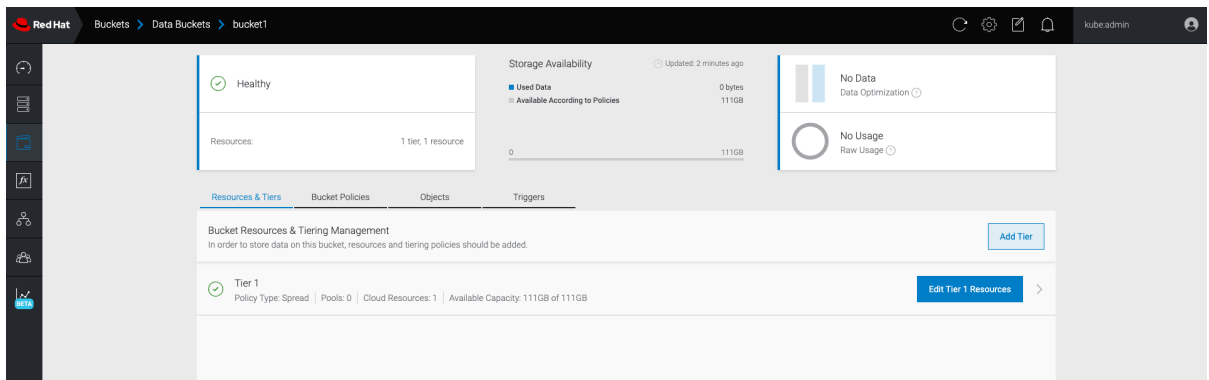 Red Hat
Buckets > Data Buckets > bucket1
kube:admin
Healthy
Resources: 1 tier, 1 resource
Storage Availability
Updated: 2 minutes ago
Used Data 0 bytes
Available According to Policies 111GB
0 111GB
No Data
Data Optimization ?
No Usage
Raw Usage ?
Resources & Tiers Bucket Policies Objects Triggers
Bucket Resources & Tiering Management
In order to store data on this bucket, resources and tiering policies should be added.
Add Tier
Tier 1
Policy Type: Spread | Pools: 0 | Cloud Resources: 1 | Available Capacity: 111GB of 111GB
Edit Tier 1 Resources
fx
BETA